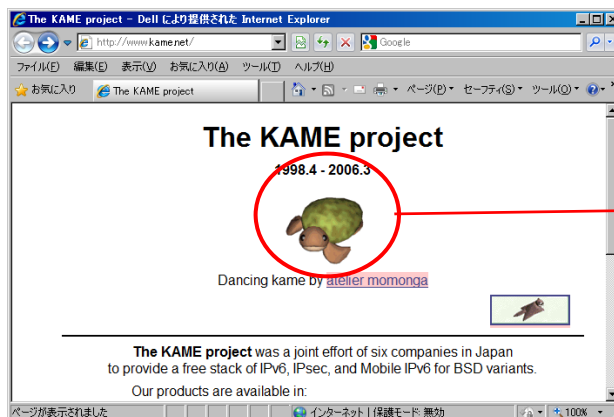 The KAME project - Dell により提供された Internet Explorer
http://www.kame.net/
Google
ファイル(F) 編集(E) 表示(V) お気に入り(A) ツール(T) ヘルプ(H)
お気に入り The KAME project ページ(P) セーフティ(S) ツール(O)
The KAME project
1998.4 - 2006.3
Dancing kame by atelier momonga
The KAME project was a joint effort of six companies in Japan
to provide a free stack of IPv6, IPsec, and Mobile IPv6 for BSD variants.
Our products are available in:
ページが表示されました インターネット | 保護モード: 無効 100%